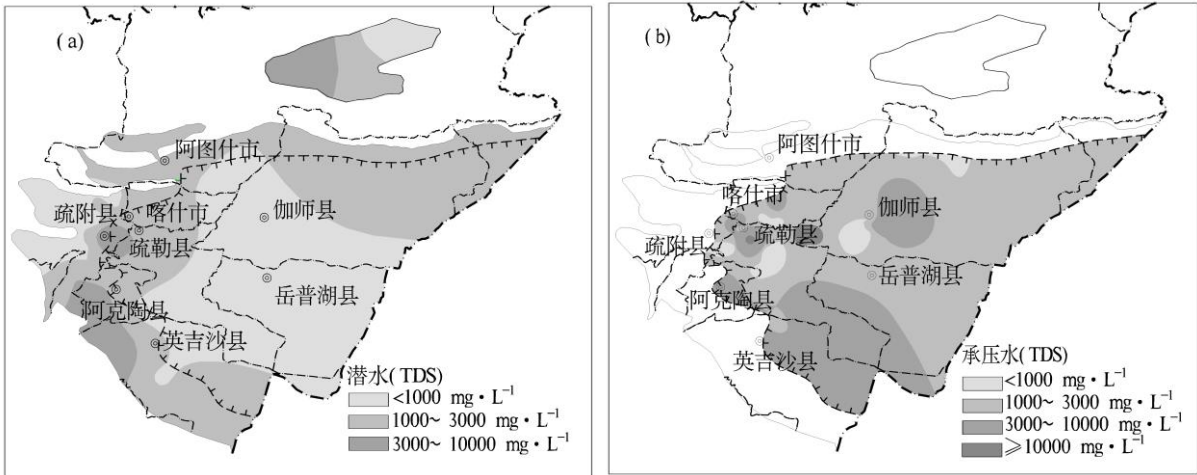 (a)
阿图什市
疏附县
喀什市
疏勒县
伽师县
岳普湖县
阿克陶县
英吉沙县
潜水(TDS)
<1000 mg·L⁻¹
1000~3000 mg·L⁻¹
3000~10000 mg·L⁻¹
(b)
阿图什市
喀什市
伽师县
疏勒县
疏附县
岳普湖县
阿克陶县
英吉沙县
承压水(TDS)
<1000 mg·L⁻¹
1000~3000 mg·L⁻¹
3000~10000 mg·L⁻¹
⩾10000 mg·L⁻¹